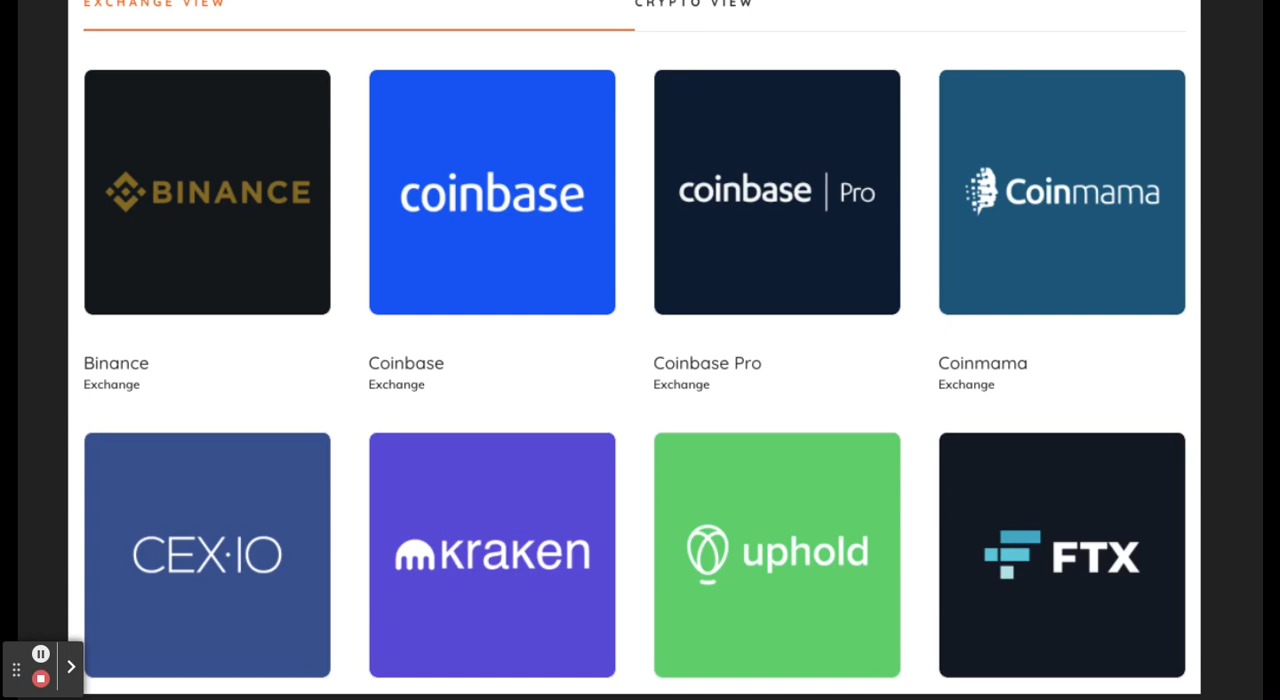 EXCHANGE VIEW
CRYPTO VIEW
BINANCE
coinbase
coinbase | Pro
Coinmama
Binance
Exchange
Coinbase
Exchange
Coinbase Pro
Exchange
Coinmama
Exchange
CEX·IO
kraken
uphold
FTX